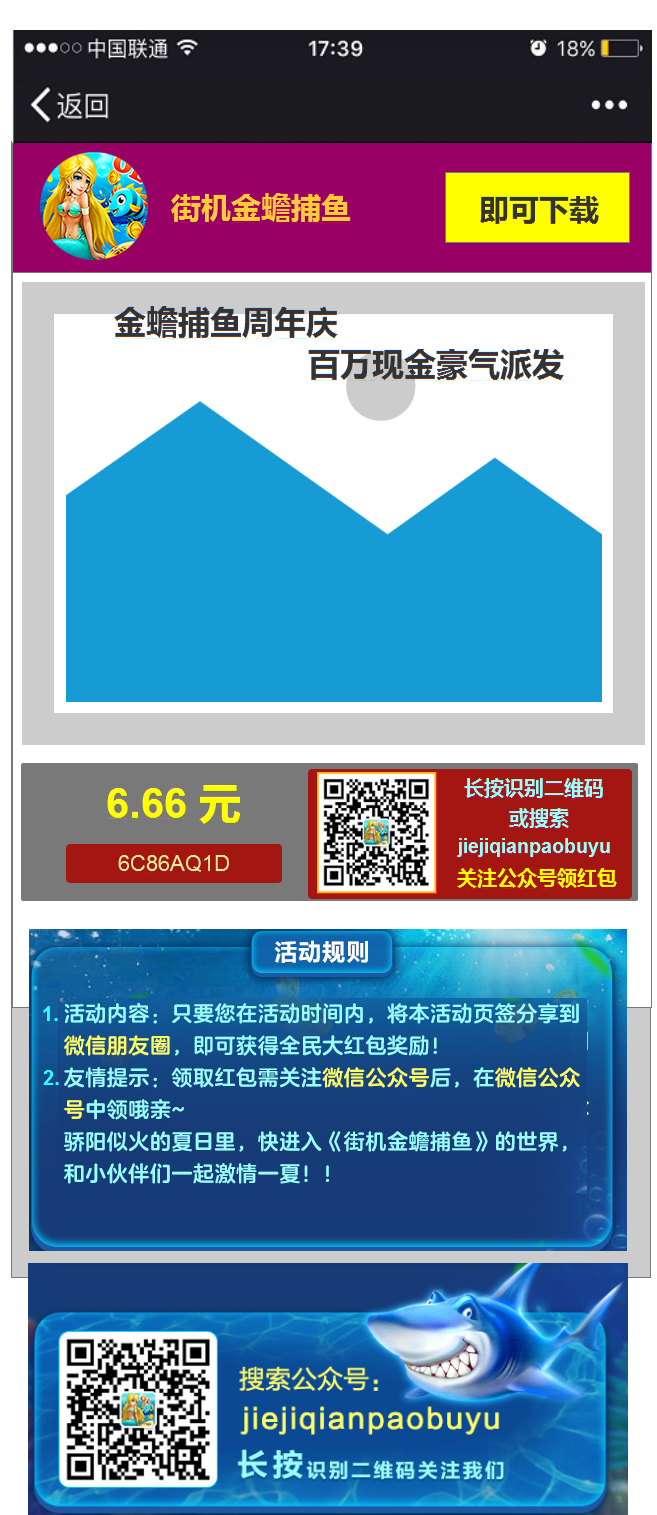 中国联通 17:39 18%
返回
街机金蟾捕鱼 即可下载
金蟾捕鱼周年庆
百万现金豪气派发
6.66 元
6C86AQ1D
长按识别二维码
或搜索
jiejiqianpaobuyu
关注公众号领红包
活动规则
1. 活动内容：只要您在活动时间内，将本活动页签分享到
微信朋友圈，即可获得全民大红包奖励！
2. 友情提示：领取红包需关注微信公众号后，在微信公众
号中领哦亲~
骄阳似火的夏日里，快进入《街机金蟾捕鱼》的世界，
和小伙伴们一起激情一夏！！
搜索公众号：
jiejiqianpaobuyu
长按识别二维码关注我们